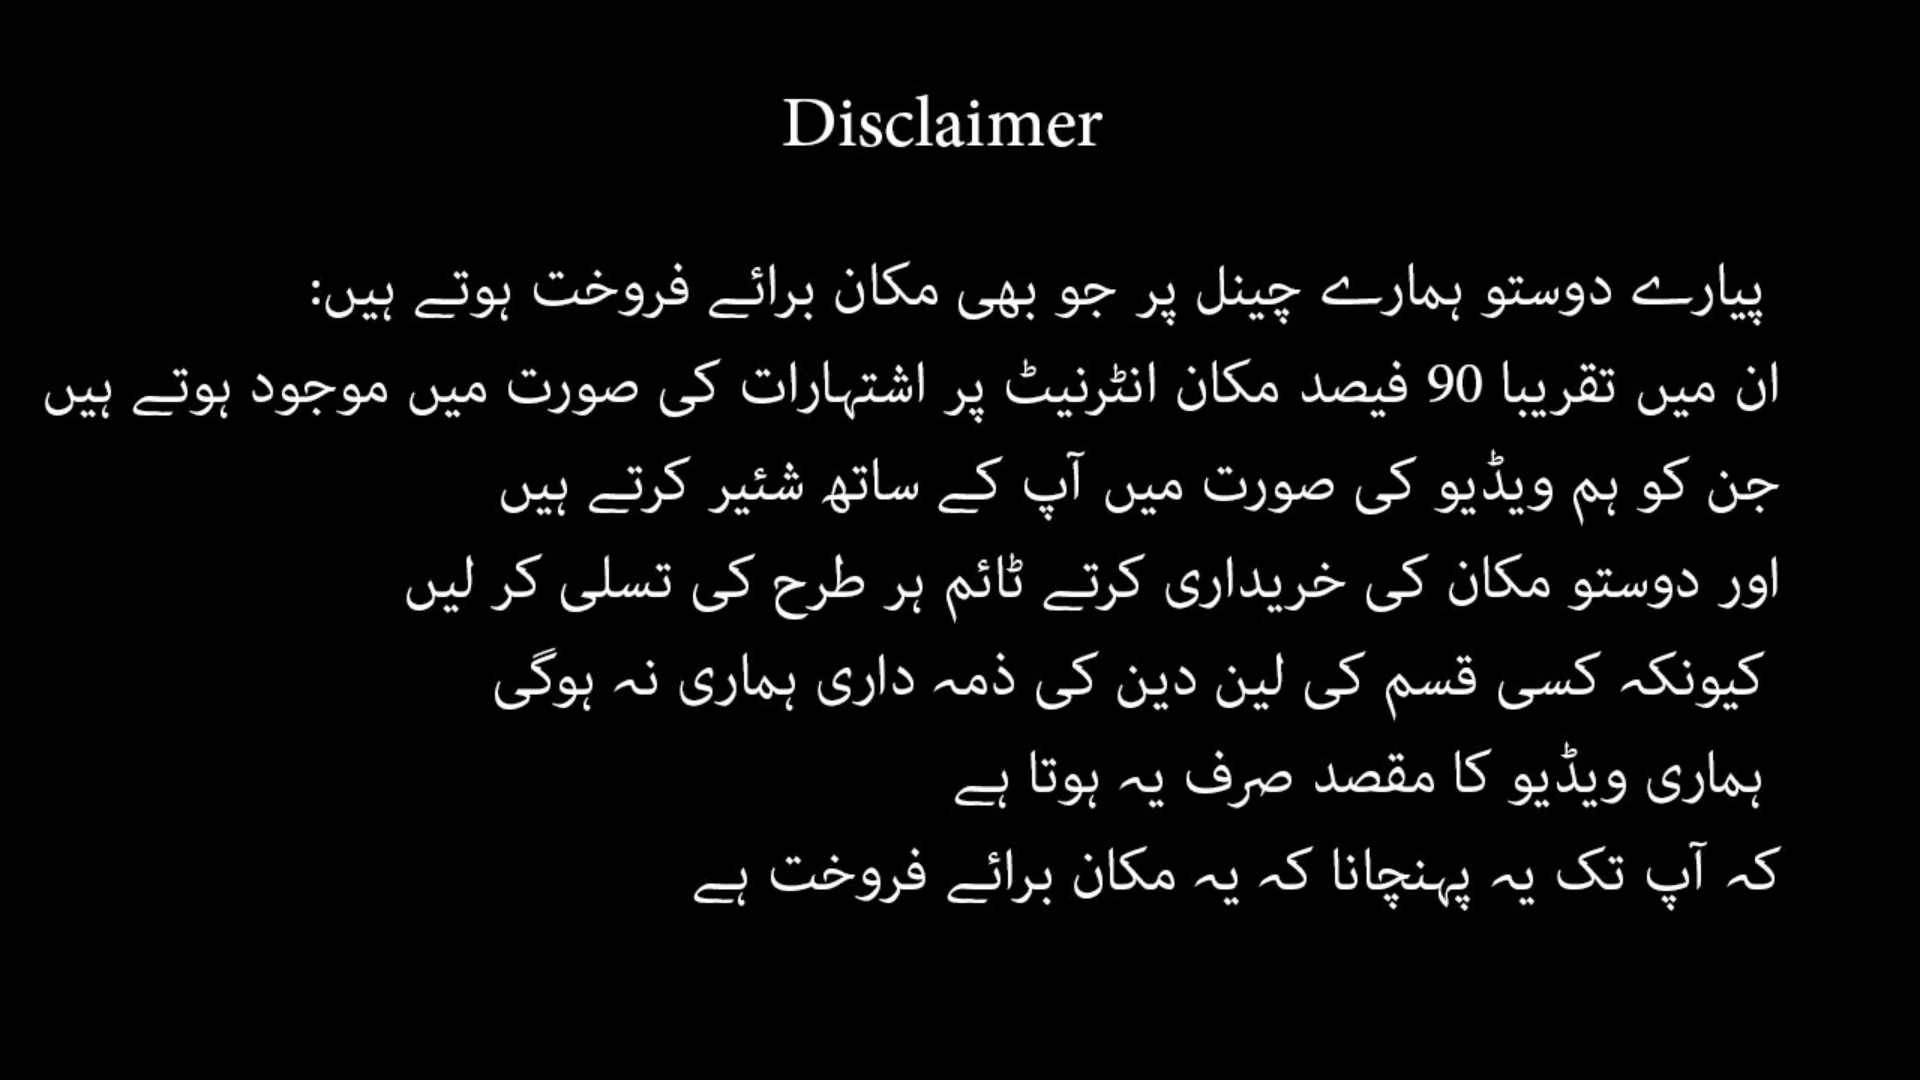 Disclaimer
پیارے دوستو ہمارے چینل پر جو بھی مکان برائے فروخت ہوتے ہیں:
ان میں تقریبا 90 فیصد مکان انٹرنیٹ پر اشتہارات کی صورت میں موجود ہوتے ہیں
جن کو ہم ویڈیو کی صورت میں آپ کے ساتھ شئیر کرتے ہیں
اور دوستو مکان کی خریداری کرتے ٹائم ہر طرح کی تسلی کر لیں
کیونکہ کسی قسم کی لین دین کی ذمہ داری ہماری نہ ہوگی
ہماری ویڈیو کا مقصد صرف یہ ہوتا ہے
کہ آپ تک یہ پہنچانا کہ یہ مکان برائے فروخت ہے